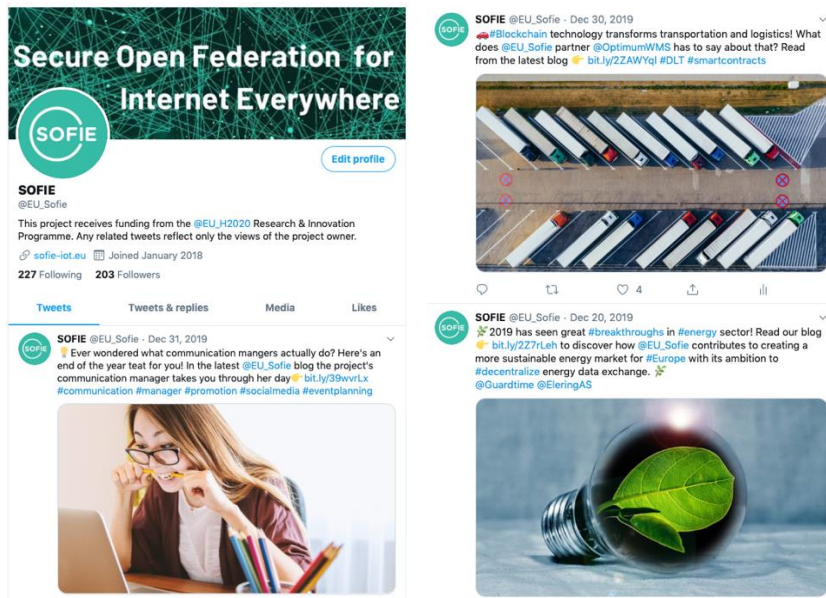 Secure Open Federation for
Internet Everywhere
SOFIE
Edit profile
SOFIE
@EU_Sofie
This project receives funding from the @EU_H2020 Research & Innovation
Programme. Any related tweets reflect only the views of the project owner.
sofie-iot.eu Joined January 2018
227 Following 203 Followers
Tweets Tweets & replies Media Likes
SOFIE
SOFIE @EU_Sofie · Dec 31, 2019
💡Ever wondered what communication mangers actually do? Here's an
end of the year teat for you! In the latest @EU_Sofie blog the project's
communication manager takes you through her day👉bit.ly/39wvrLx
#communication #manager #promotion #socialmedia #eventplanning
SOFIE
SOFIE @EU_Sofie · Dec 30, 2019
🚗#Blockchain technology transforms transportation and logistics! What
does @EU_Sofie partner @OptimumWMS has to say about that? Read
from the latest blog 👉 bit.ly/2ZAWYql #DLT #smartcontracts
4
SOFIE
SOFIE @EU_Sofie · Dec 20, 2019
🌿2019 has seen great #breakthroughs in #energy sector! Read our blog
👉 bit.ly/2Z7rLeh to discover how @EU_Sofie contributes to creating a
more sustainable energy market for #Europe with its ambition to
#decentralize energy data exchange. 🌿
@Guardtime @EleringAS